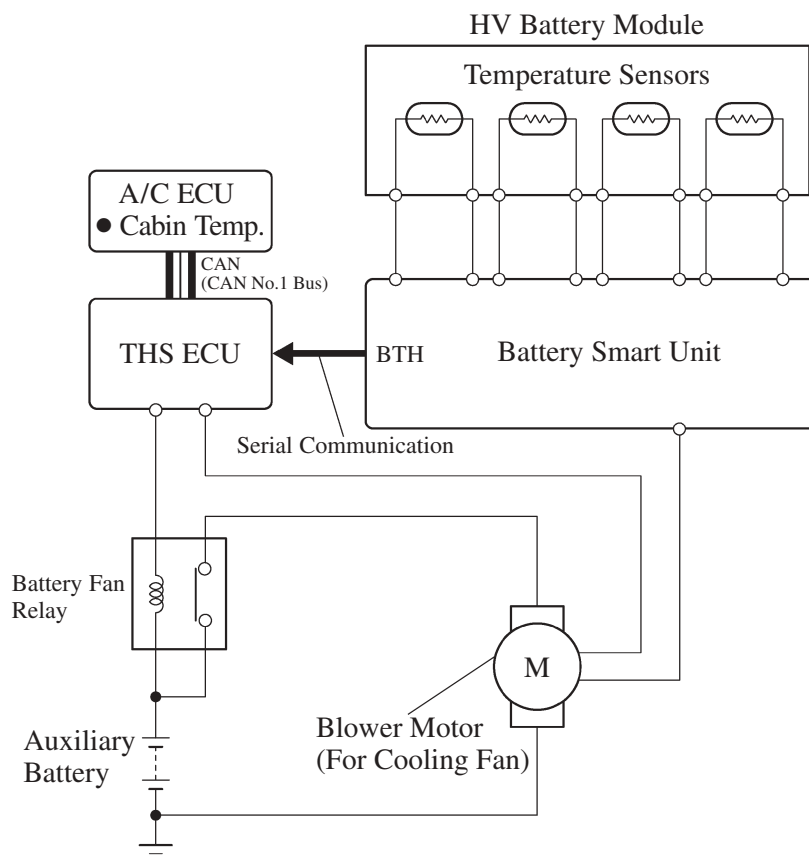 HV Battery Module
Temperature Sensors
A/C ECU
● Cabin Temp.
CAN
(CAN No.1 Bus)
THS ECU
BTH
Battery Smart Unit
Serial Communication
Battery Fan
Relay
M
Blower Motor
(For Cooling Fan)
Auxiliary
Battery